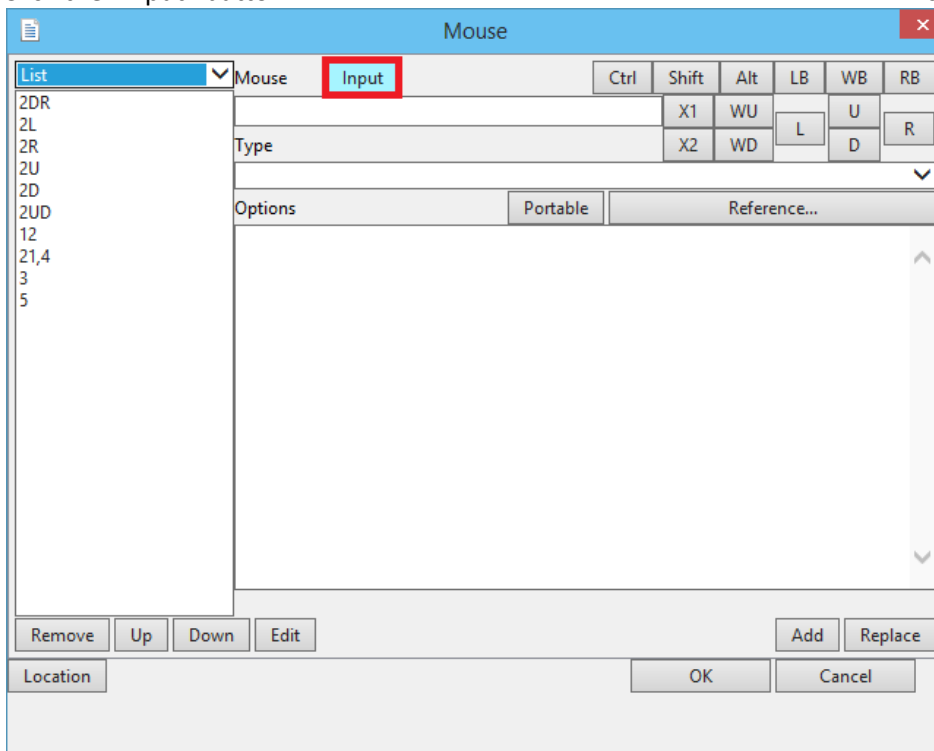 Mouse
List Mouse Input Ctrl Shift Alt LB WB RB
2DR
2L
2R
2U
2D
2UD
12
21,4
3
5
X1 WU L U R
Type X2 WD D
Options Portable Reference...
Remove Up Down Edit Add Replace
Location OK Cancel